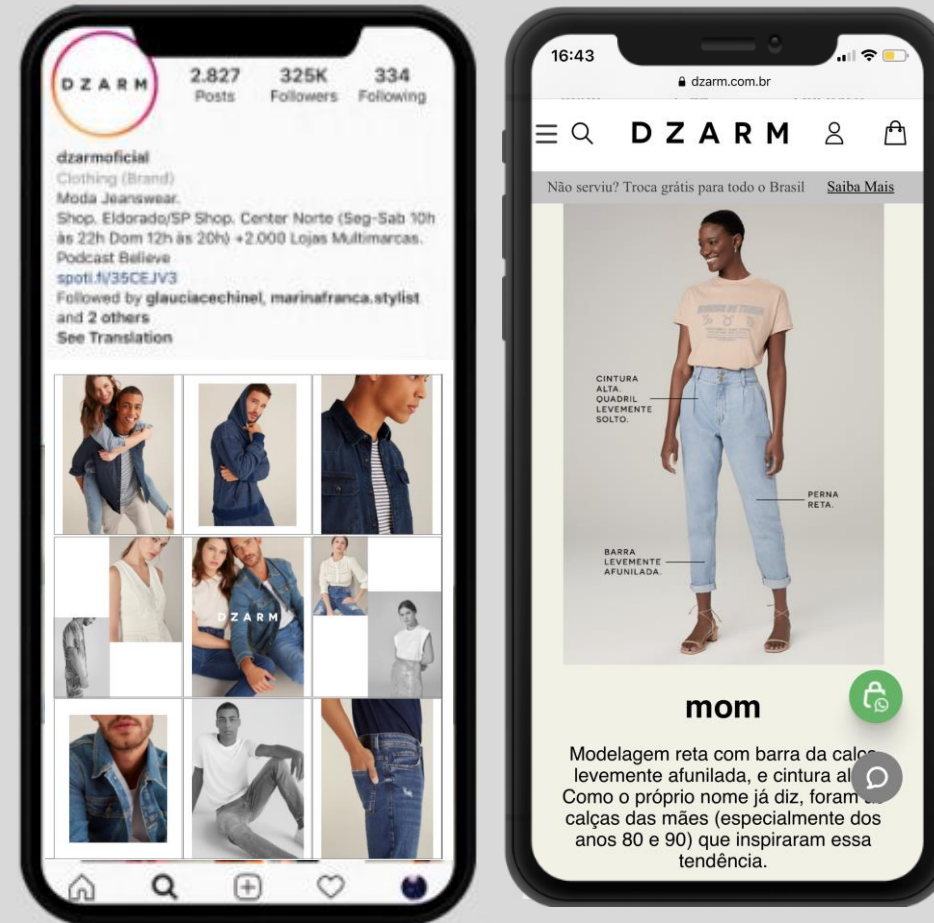 DZARM
2.827 325K 334
Posts Followers Following
dzarmoficial
Clothing (Brand)
Moda Jeanswear.
Shop. Eldorado/SP Shop. Center Norte (Seg-Sab 10h
às 22h Dom 12h às 20h) +2.000 Lojas Multimarcas.
Podcast Believe
spoti.fi/35CEJV3
Followed by glauciacechinel, marinafranca.stylist
and 2 others
See Translation
DZARM
16:43
dzarm.com.br
DZARM
Não serviu? Troca grátis para todo o Brasil Saiba Mais
CINTURA
ALTA.
QUADRIL
LEVEMENTE
SOLTO.
PERNA
RETA.
BARRA
LEVEMENTE
AFUNILADA.
mom
Modelagem reta com barra da calça
levemente afunilada, e cintura
Como o próprio nome já diz, foram
calças das mães (especialmente dos
anos 80 e 90) que inspiraram essa
tendência.